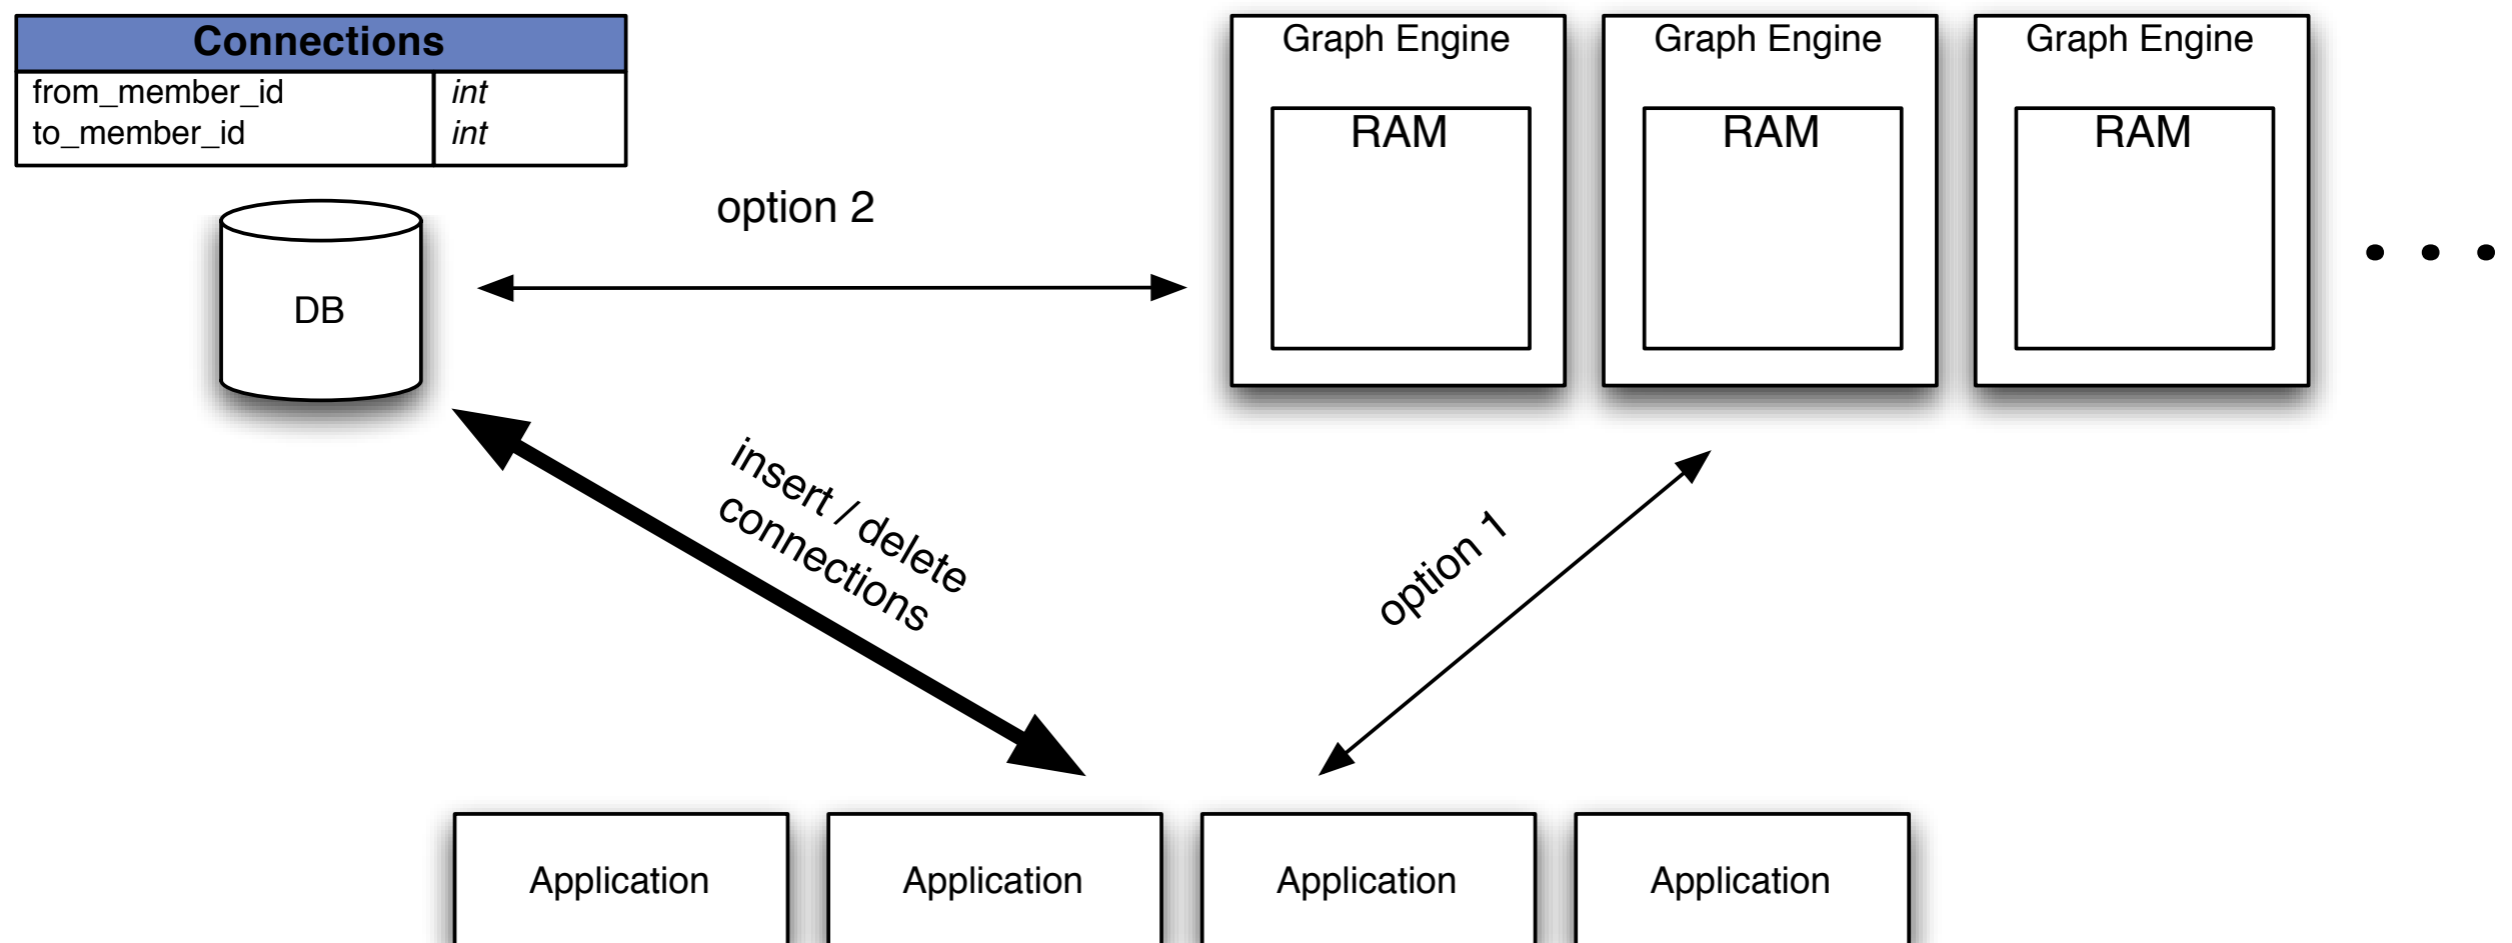 Connections
from_member_id int
to_member_id int
Graph Engine
RAM
Graph Engine
RAM
Graph Engine
RAM
. . .
option 2
DB
insert / delete
connections
option 1
Application
Application
Application
Application